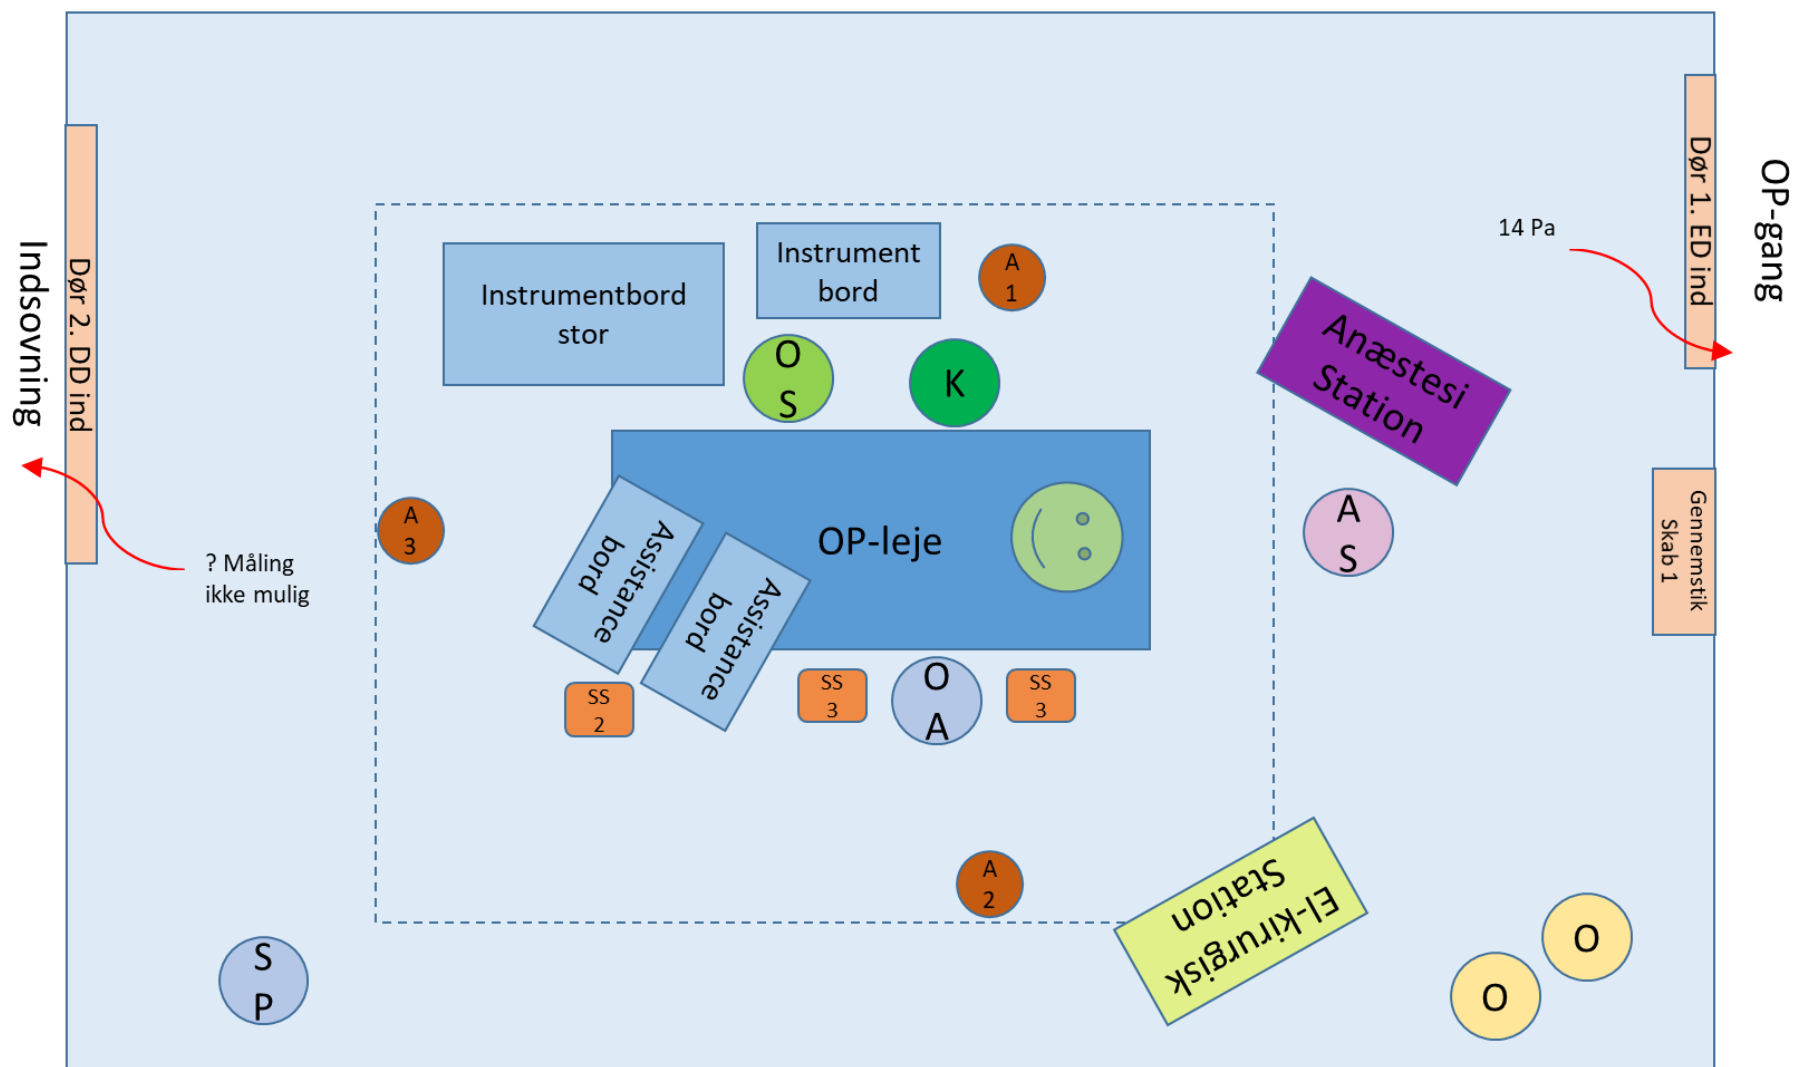 OP-gang
Dør 1. ED ind
14 Pa
Indsovning
Dør 2. DD ind
Instrumentbord
stor
Instrument
bord
A
1
O
S
K
Anæstesi
Station
A
3
Assistance
bord
Assistance
bord
OP-leje
A
S
Gennemstik
Skab 1
? Måling
ikke mulig
SS
2
SS
3
O
A
SS
3
A
2
El-kirurgisk
Station
S
P
O
O